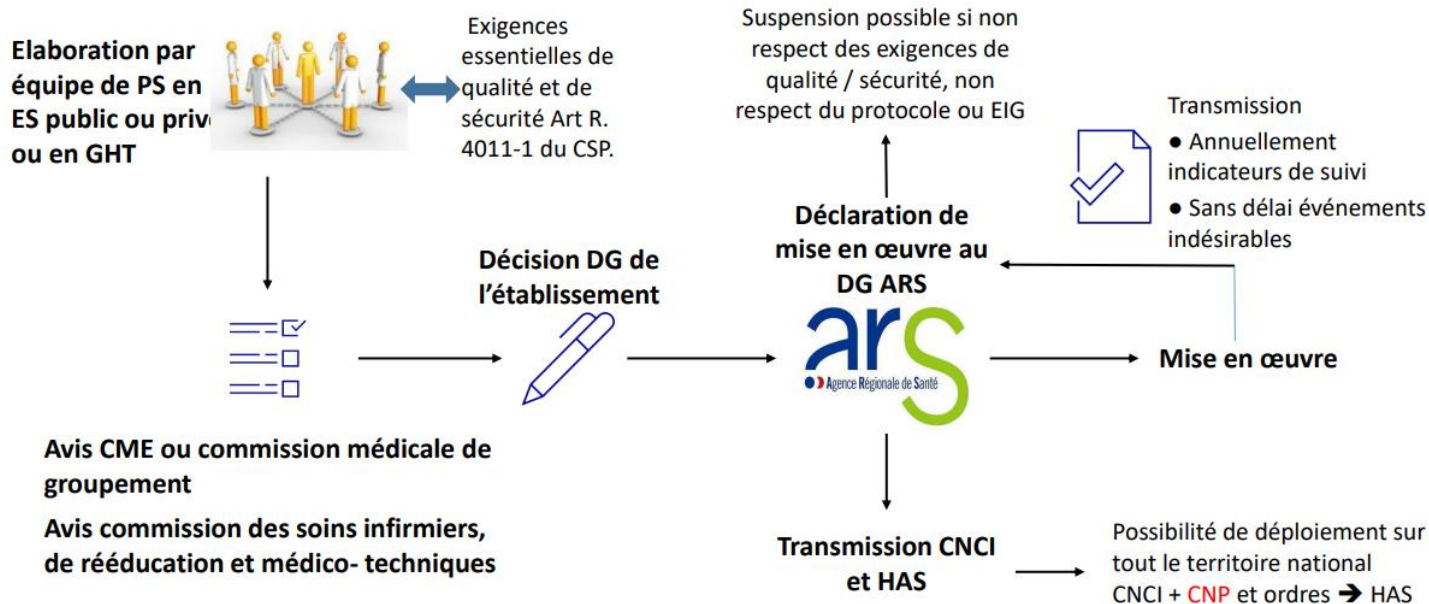 Elaboration par
équipe de PS en
ES public ou priv
ou en GHT
Exigences
essentielles de
qualité et de
sécurité Art R.
4011-1 du CSP.
Suspension possible si non
respect des exigences de
qualité / sécurité, non
respect du protocole ou EIG
Transmission
● Annuellement
indicateurs de suivi
● Sans délai événements
indésirables
Décision DG de
l'établissement
Déclaration de
mise en œuvre au
DG ARS
ars
Agence Régionale de Santé
Mise en œuvre
Avis CME ou commission médicale de
groupement
Avis commission des soins infirmiers,
de rééducation et médico- techniques
Transmission CNCI
et HAS
Possibilité de déploiement sur
tout le territoire national
CNCI + CNP et ordres ➔ HAS